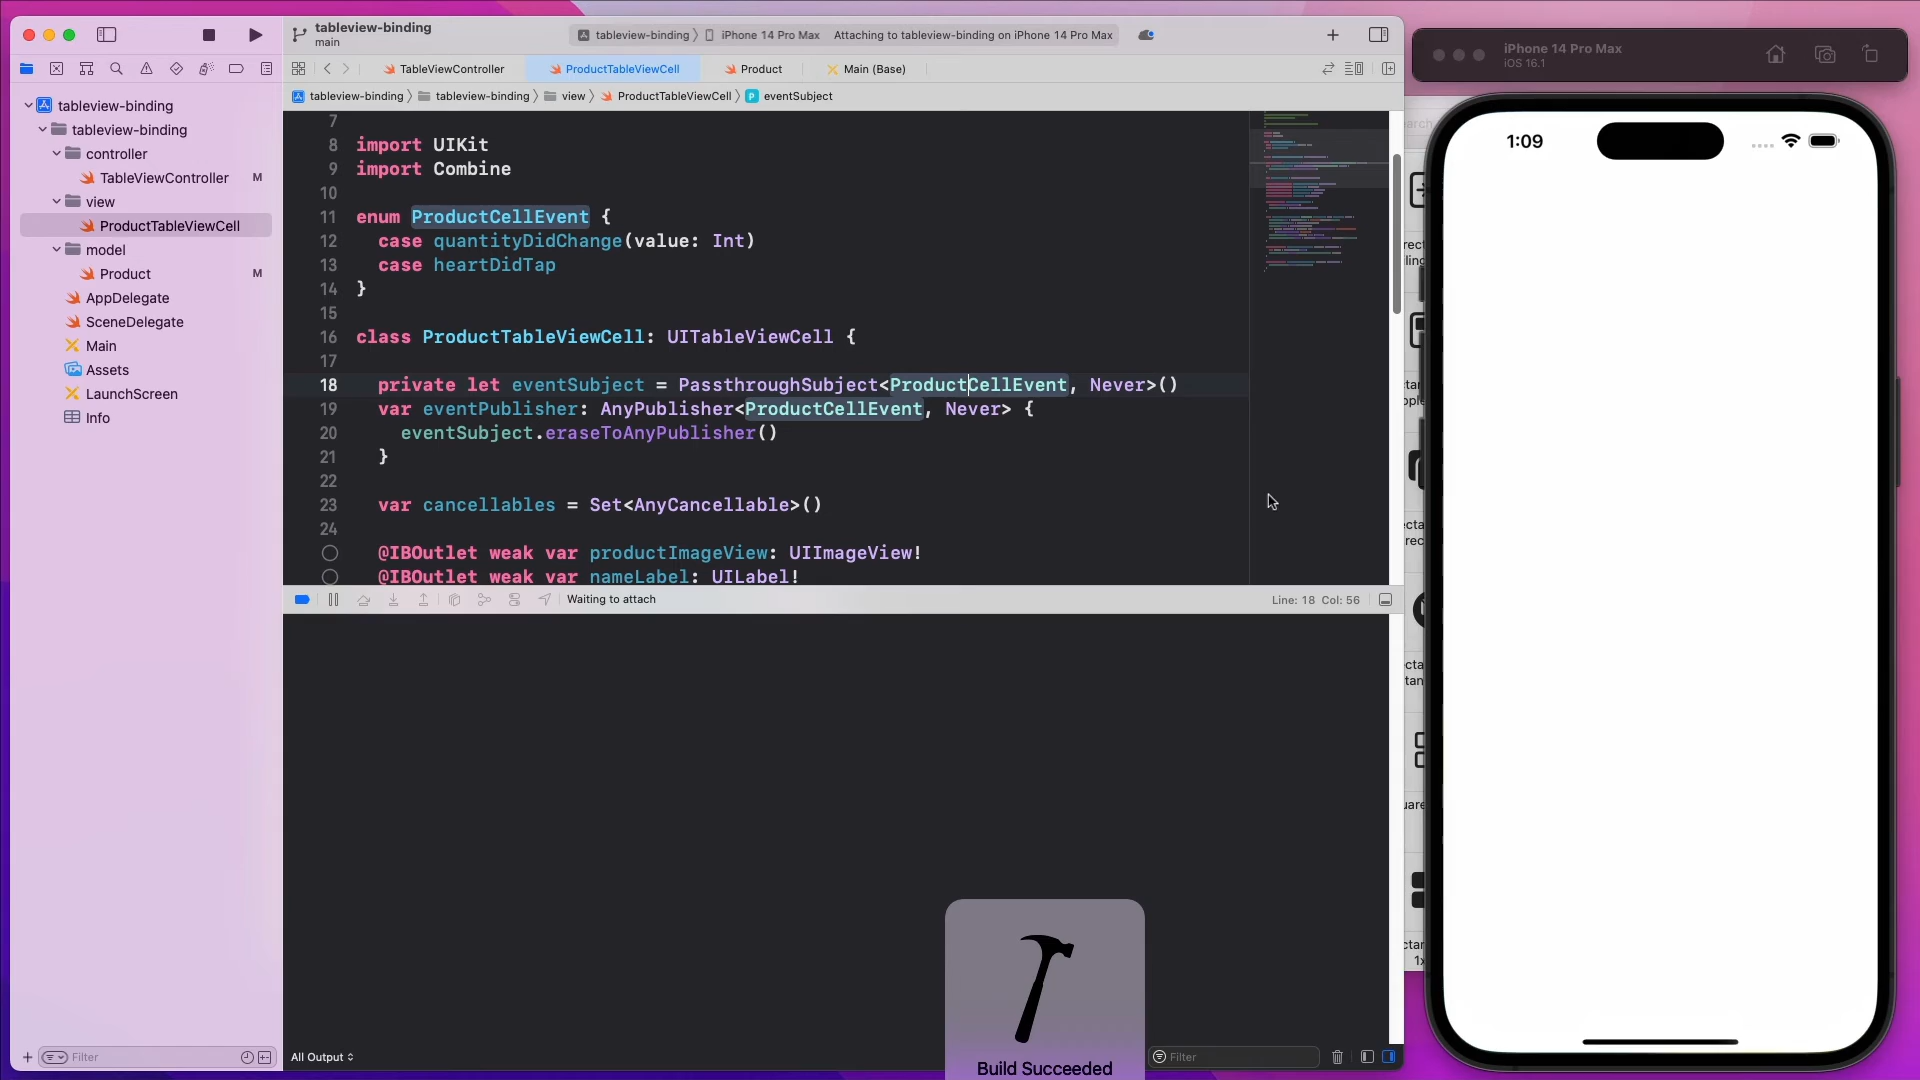 tableview-binding
main
tableview-binding
iPhone 14 Pro Max
Attaching to tableview-binding on iPhone 14 Pro Max
TableViewController
ProductTableViewCell
Product
Main (Base)
tableview-binding
tableview-binding
view
ProductTableViewCell
P
eventSubject
tableview-binding
tableview-binding
controller
TableViewController M
view
ProductTableViewCell
model
Product M
AppDelegate
SceneDelegate
Main
Assets
LaunchScreen
Info
Filter
7
8 import UIKit
9 import Combine
10
11 enum ProductCellEvent {
12 case quantityDidChange(value: Int)
13 case heartDidTap
14 }
15
16 class ProductTableViewCell: UITableViewCell {
17
18 private let eventSubject = PassthroughSubject<ProductCellEvent, Never>()
19 var eventPublisher: AnyPublisher<ProductCellEvent, Never> {
20 eventSubject.eraseToAnyPublisher()
21 }
22
23 var cancellables = Set<AnyCancellable>()
24
@IBOutlet weak var productImageView: UIImageView!
@IBOutlet weak var nameLabel: UILabel!
Waiting to attach
Line: 18 Col: 56
All Output
Filter
Build Succeeded
iPhone 14 Pro Max
iOS 16.1
1:09